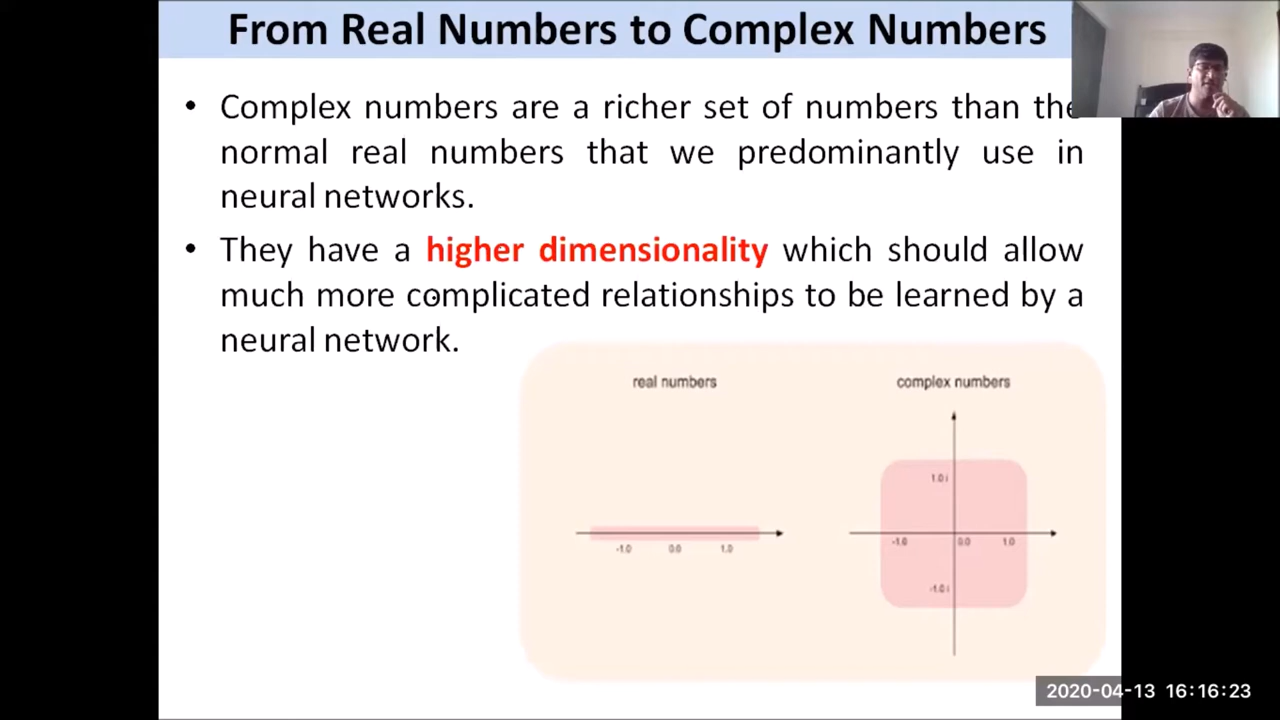 From Real Numbers to Complex Numbers
• Complex numbers are a richer set of numbers than the
normal real numbers that we predominantly use in
neural networks.
• They have a higher dimensionality which should allow
much more complicated relationships to be learned by a
neural network.
real numbers
complex numbers
1.0 i
-1.0 0.0 1.0
-1.0 0.0 1.0
-1.0 i
2020-04-13 16:16:23